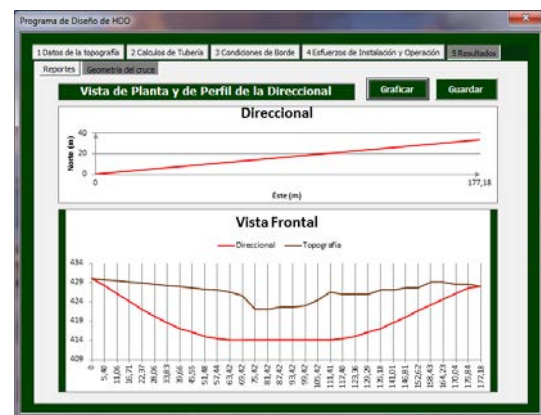 Programa de Diseño de HDO
1 Datos de la topografía 2 Calculos de Tubería 3 Condiciones de Borde 4 Esfuerzos de Instalación y Operación 5 Resultados
Reportes Geometría del cruce
Vista de Planta y de Perfil de la Direccional Graficar Guardar
Direccional
Norte (m)
40
20
0
0 177,18
Este (m)
Vista Frontal
Direccional Topografía
434
429
424
419
414
409
0 5,40 11,06 16,71 22,37 28,06 33,83 39,66 45,55 51,48 57,44 63,42 69,42 75,42 81,42 87,42 93,42 99,42 105,42 111,41 117,40 123,36 129,29 135,18 141,01 146,81 152,62 158,43 164,23 170,04 175,84 177,18